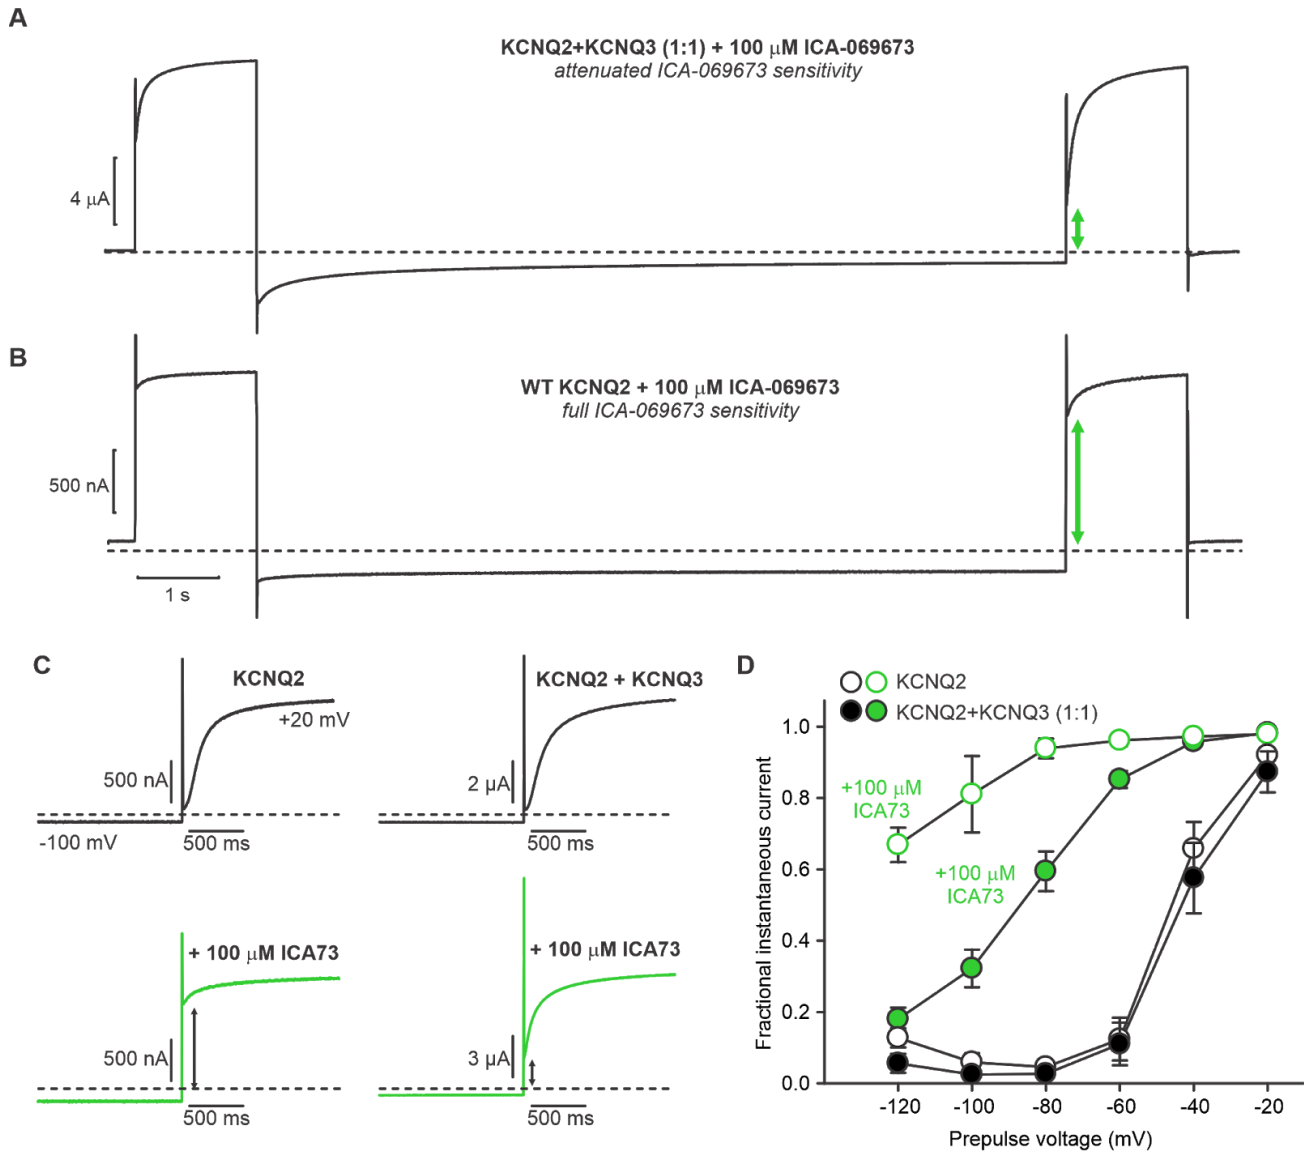 A
KCNQ2+KCNQ3 (1:1) + 100 μM ICA-069673
attenuated ICA-069673 sensitivity
4 μA
B
WT KCNQ2 + 100 μM ICA-069673
full ICA-069673 sensitivity
500 nA
1 s
C
KCNQ2
+20 mV
500 nA
-100 mV
500 ms
KCNQ2 + KCNQ3
2 μA
500 ms
+ 100 μM ICA73
500 nA
500 ms
+ 100 μM ICA73
3 μA
500 ms
D
KCNQ2
KCNQ2+KCNQ3 (1:1)
Fractional instantaneous current
1.0
0.8
0.6
0.4
0.2
0.0
+100 μM
ICA73
+100 μM
ICA73
-120
-100
-80
-60
-40
-20
Prepulse voltage (mV)